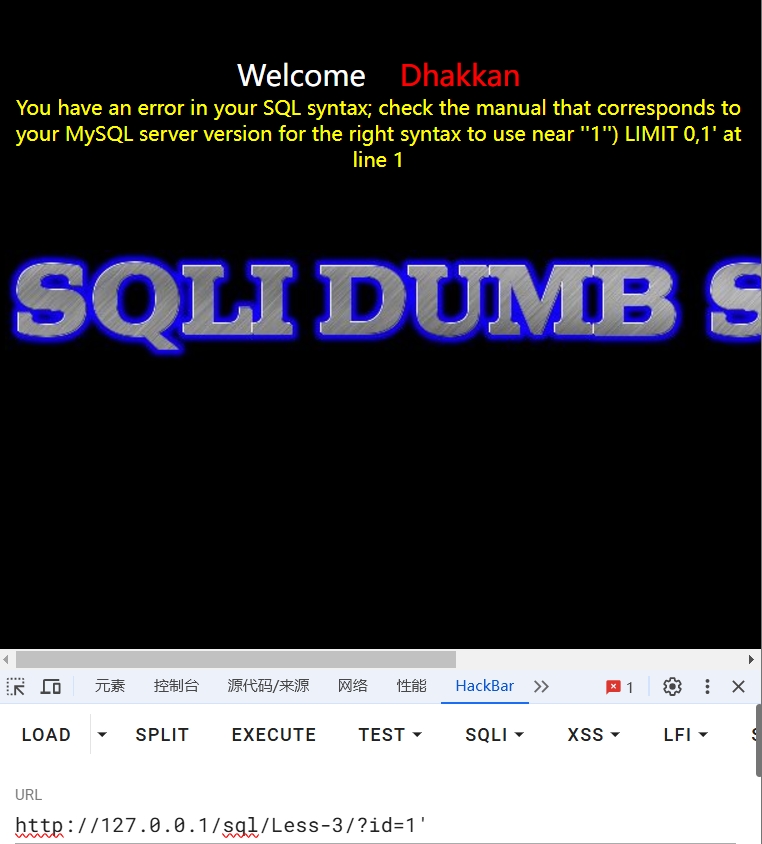 Welcome Dhakkan
You have an error in your SQL syntax; check the manual that corresponds to
your MySQL server version for the right syntax to use near ''1'') LIMIT 0,1' at
line 1
SQLI DUMB S
元素 控制台 源代码/来源 网络 性能 HackBar 1
LOAD SPLIT EXECUTE TEST SQLI XSS LFI
URL
http://127.0.0.1/sql/Less-3/?id=1'